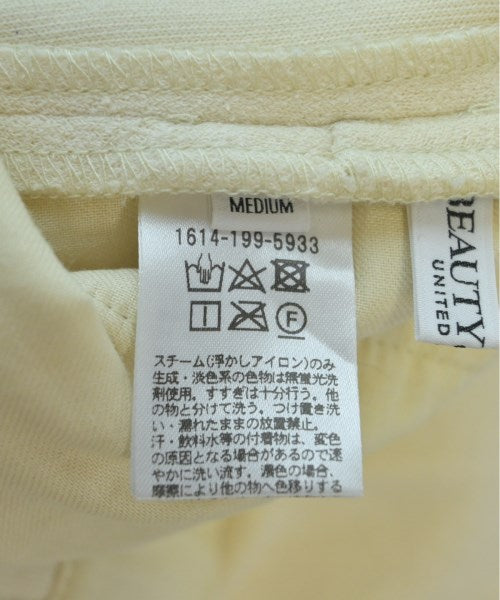 MEDIUM
1614-199-5933
F
スチーム(浮かしアイロン)のみ
生成・淡色系の色物は無蛍光洗
剤使用。すすぎは十分行う。他
の物と分けて洗う。つけ置き洗
い・濡れたままの放置禁止。
汗・飲料水等の付着物は、変色
の原因となる場合があるので速
やかに洗い流す。濃色の場合、
摩擦により他の物へ色移りする
BEAUTY
UNITED